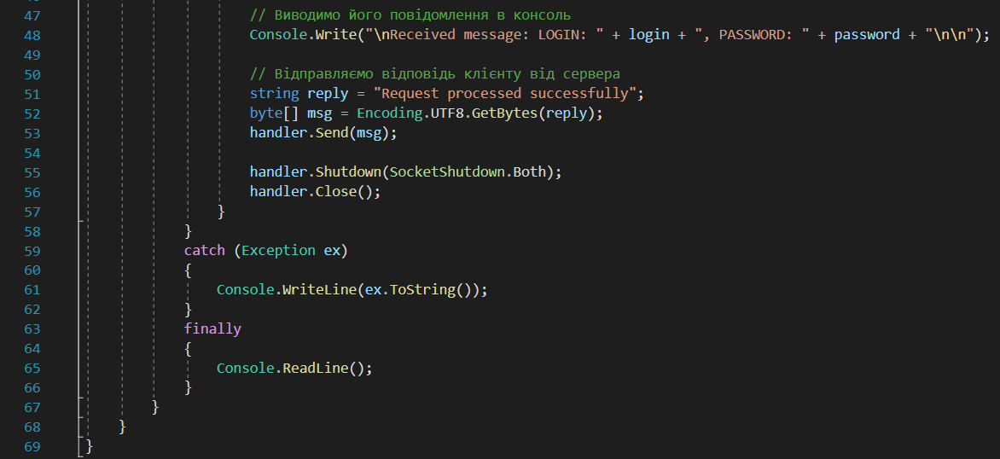 47 // Виводимо його повідомлення в консоль
48 Console.Write("\nReceived message: LOGIN: " + login + ", PASSWORD: " + password + "\n\n");
49
50 // Відправляємо відповідь клієнту від сервера
51 string reply = "Request processed successfully";
52 byte[] msg = Encoding.UTF8.GetBytes(reply);
53 handler.Send(msg);
54
55 handler.Shutdown(SocketShutdown.Both);
56 handler.Close();
57 }
58 }
59 catch (Exception ex)
60 {
61 Console.WriteLine(ex.ToString());
62 }
63 finally
64 {
65 Console.ReadLine();
66 }
67 }
68 }
69 }